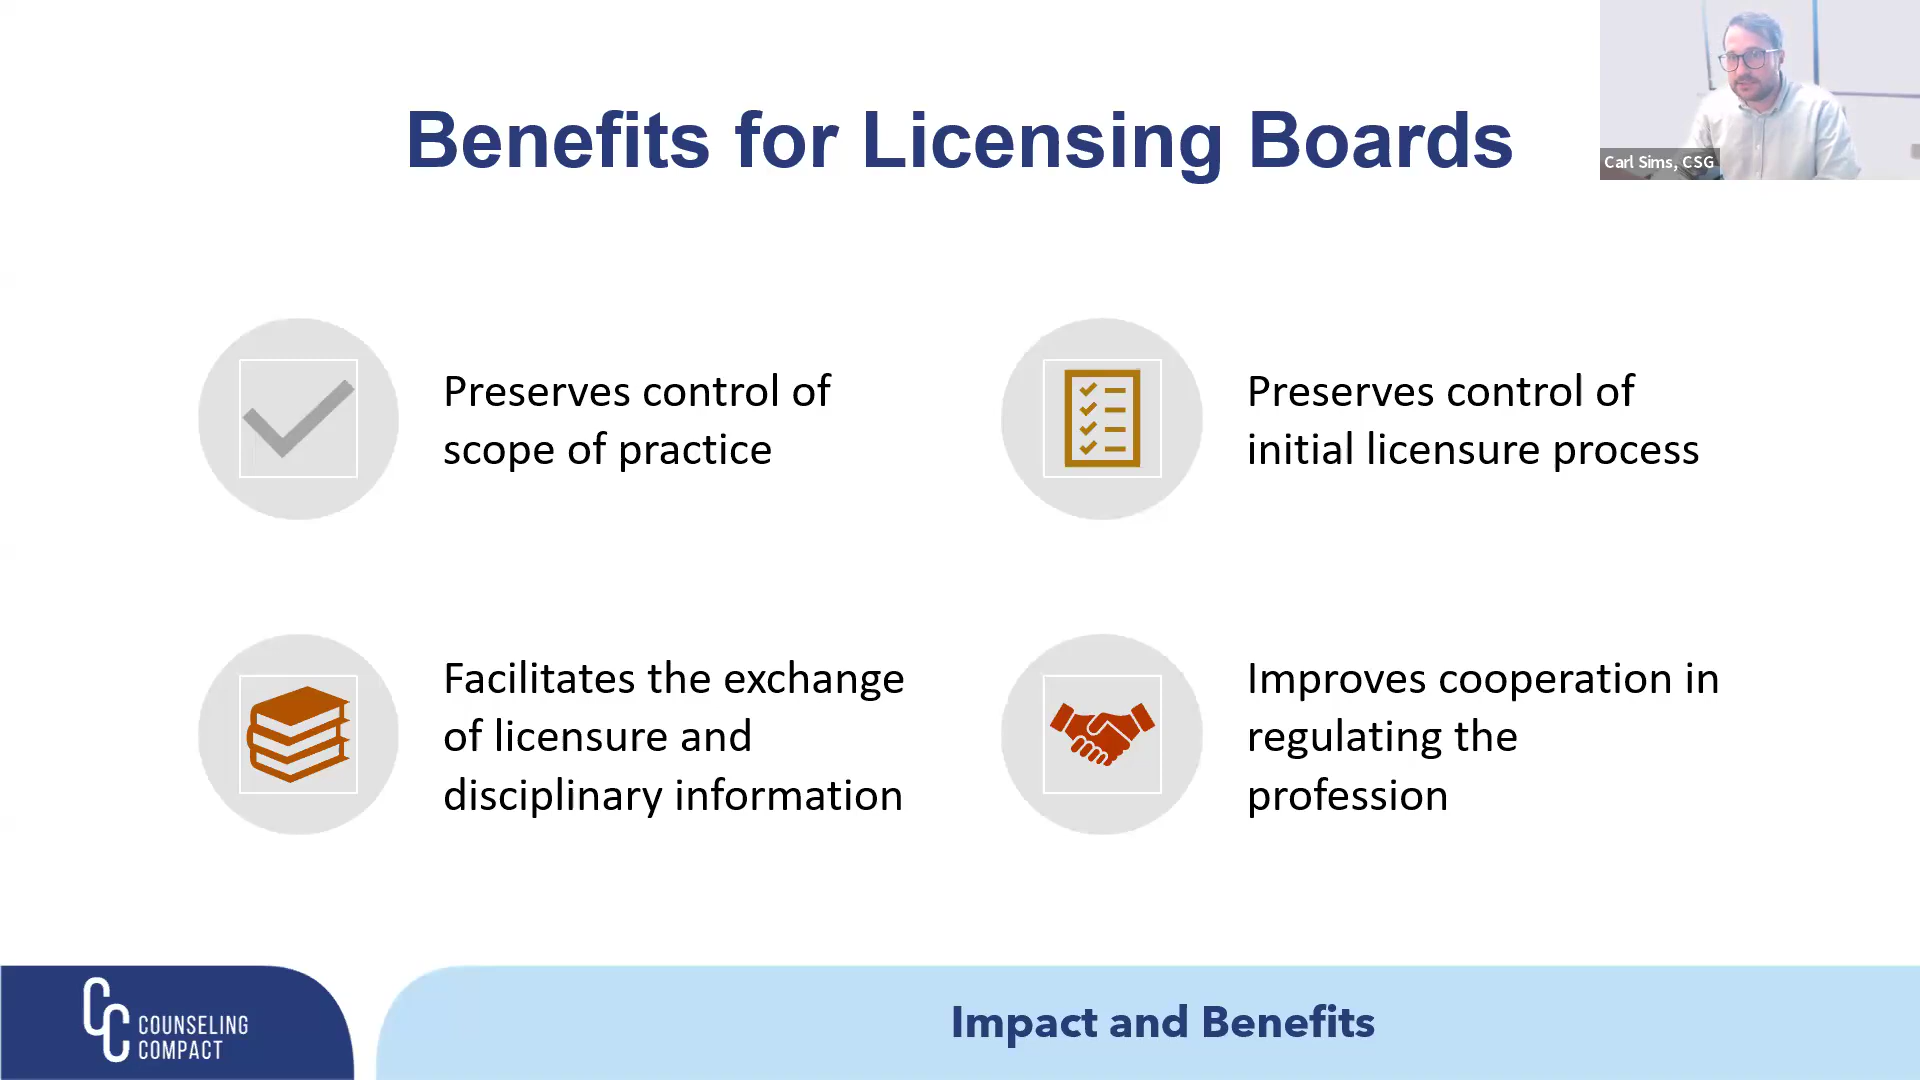 Benefits for Licensing Boards
Carl Sims, CSG
Preserves control of
scope of practice
Preserves control of
initial licensure process
Facilitates the exchange
of licensure and
disciplinary information
Improves cooperation in
regulating the
profession
CC
COUNSELING
COMPACT
Impact and Benefits